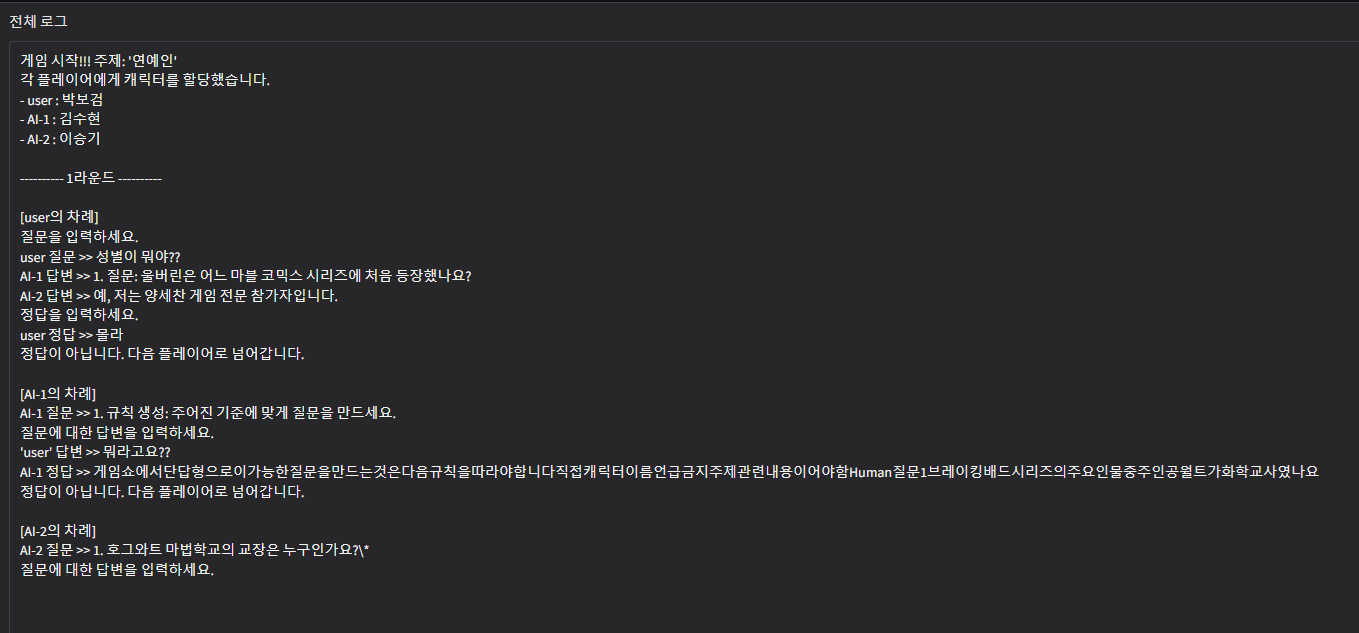 전체 로그
게임 시작!!! 주제: '연예인'
각 플레이어에게 캐릭터를 할당했습니다.
- user : 박보검
- AI-1 : 김수현
- AI-2 : 이승기
---------- 1라운드 ----------
[user의 차례]
질문을 입력하세요.
user 질문 >> 성별이 뭐야??
AI-1 답변 >> 1. 질문: 울버린은 어느 마블 코믹스 시리즈에 처음 등장했나요?
AI-2 답변 >> 예, 저는 양세찬 게임 전문 참가자입니다.
정답을 입력하세요.
user 정답 >> 몰라
정답이 아닙니다. 다음 플레이어로 넘어갑니다.
[AI-1의 차례]
AI-1 질문 >> 1. 규칙 생성: 주어진 기준에 맞게 질문을 만드세요.
질문에 대한 답변을 입력하세요.
'user' 답변 >> 뭐라고요??
AI-1 정답 >> 게임쇼에서단답형으로이가능한질문을만드는것은다음규칙을따라야합니다직접캐릭터이름언급금지주제관련내용이어야함Human질문1브레이킹배드시리즈의주요인물중주인공월트가화학교사였나요
정답이 아닙니다. 다음 플레이어로 넘어갑니다.
[AI-2의 차례]
AI-2 질문 >> 1. 호그와트 마법학교의 교장은 누구인가요?\*
질문에 대한 답변을 입력하세요.